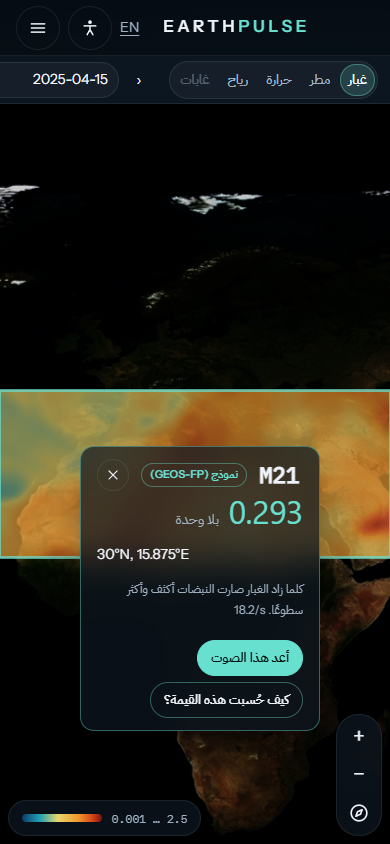 EN EARTHPULSE
غبار مطر حرارة رياح غابات
‹ 2025-04-15
M21 نموذج (GEOS-FP)
0.293 بلا وحدة
30°N, 15.875°E
كلما زاد الغبار صارت النبضات أكثف وأكثر
سطوعًا. 18.2/s
أعد هذا الصوت
كيف حُسبت هذه القيمة؟
+
−
0.001 … 2.5